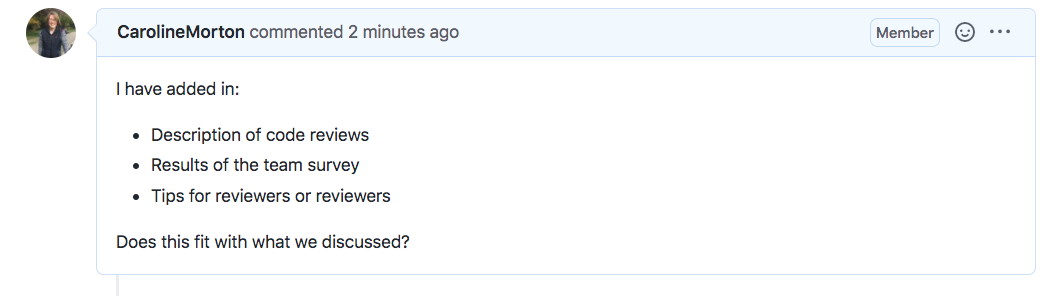 CarolineMorton commented 2 minutes ago Member
I have added in:
• Description of code reviews
• Results of the team survey
• Tips for reviewers or reviewers
Does this fit with what we discussed?